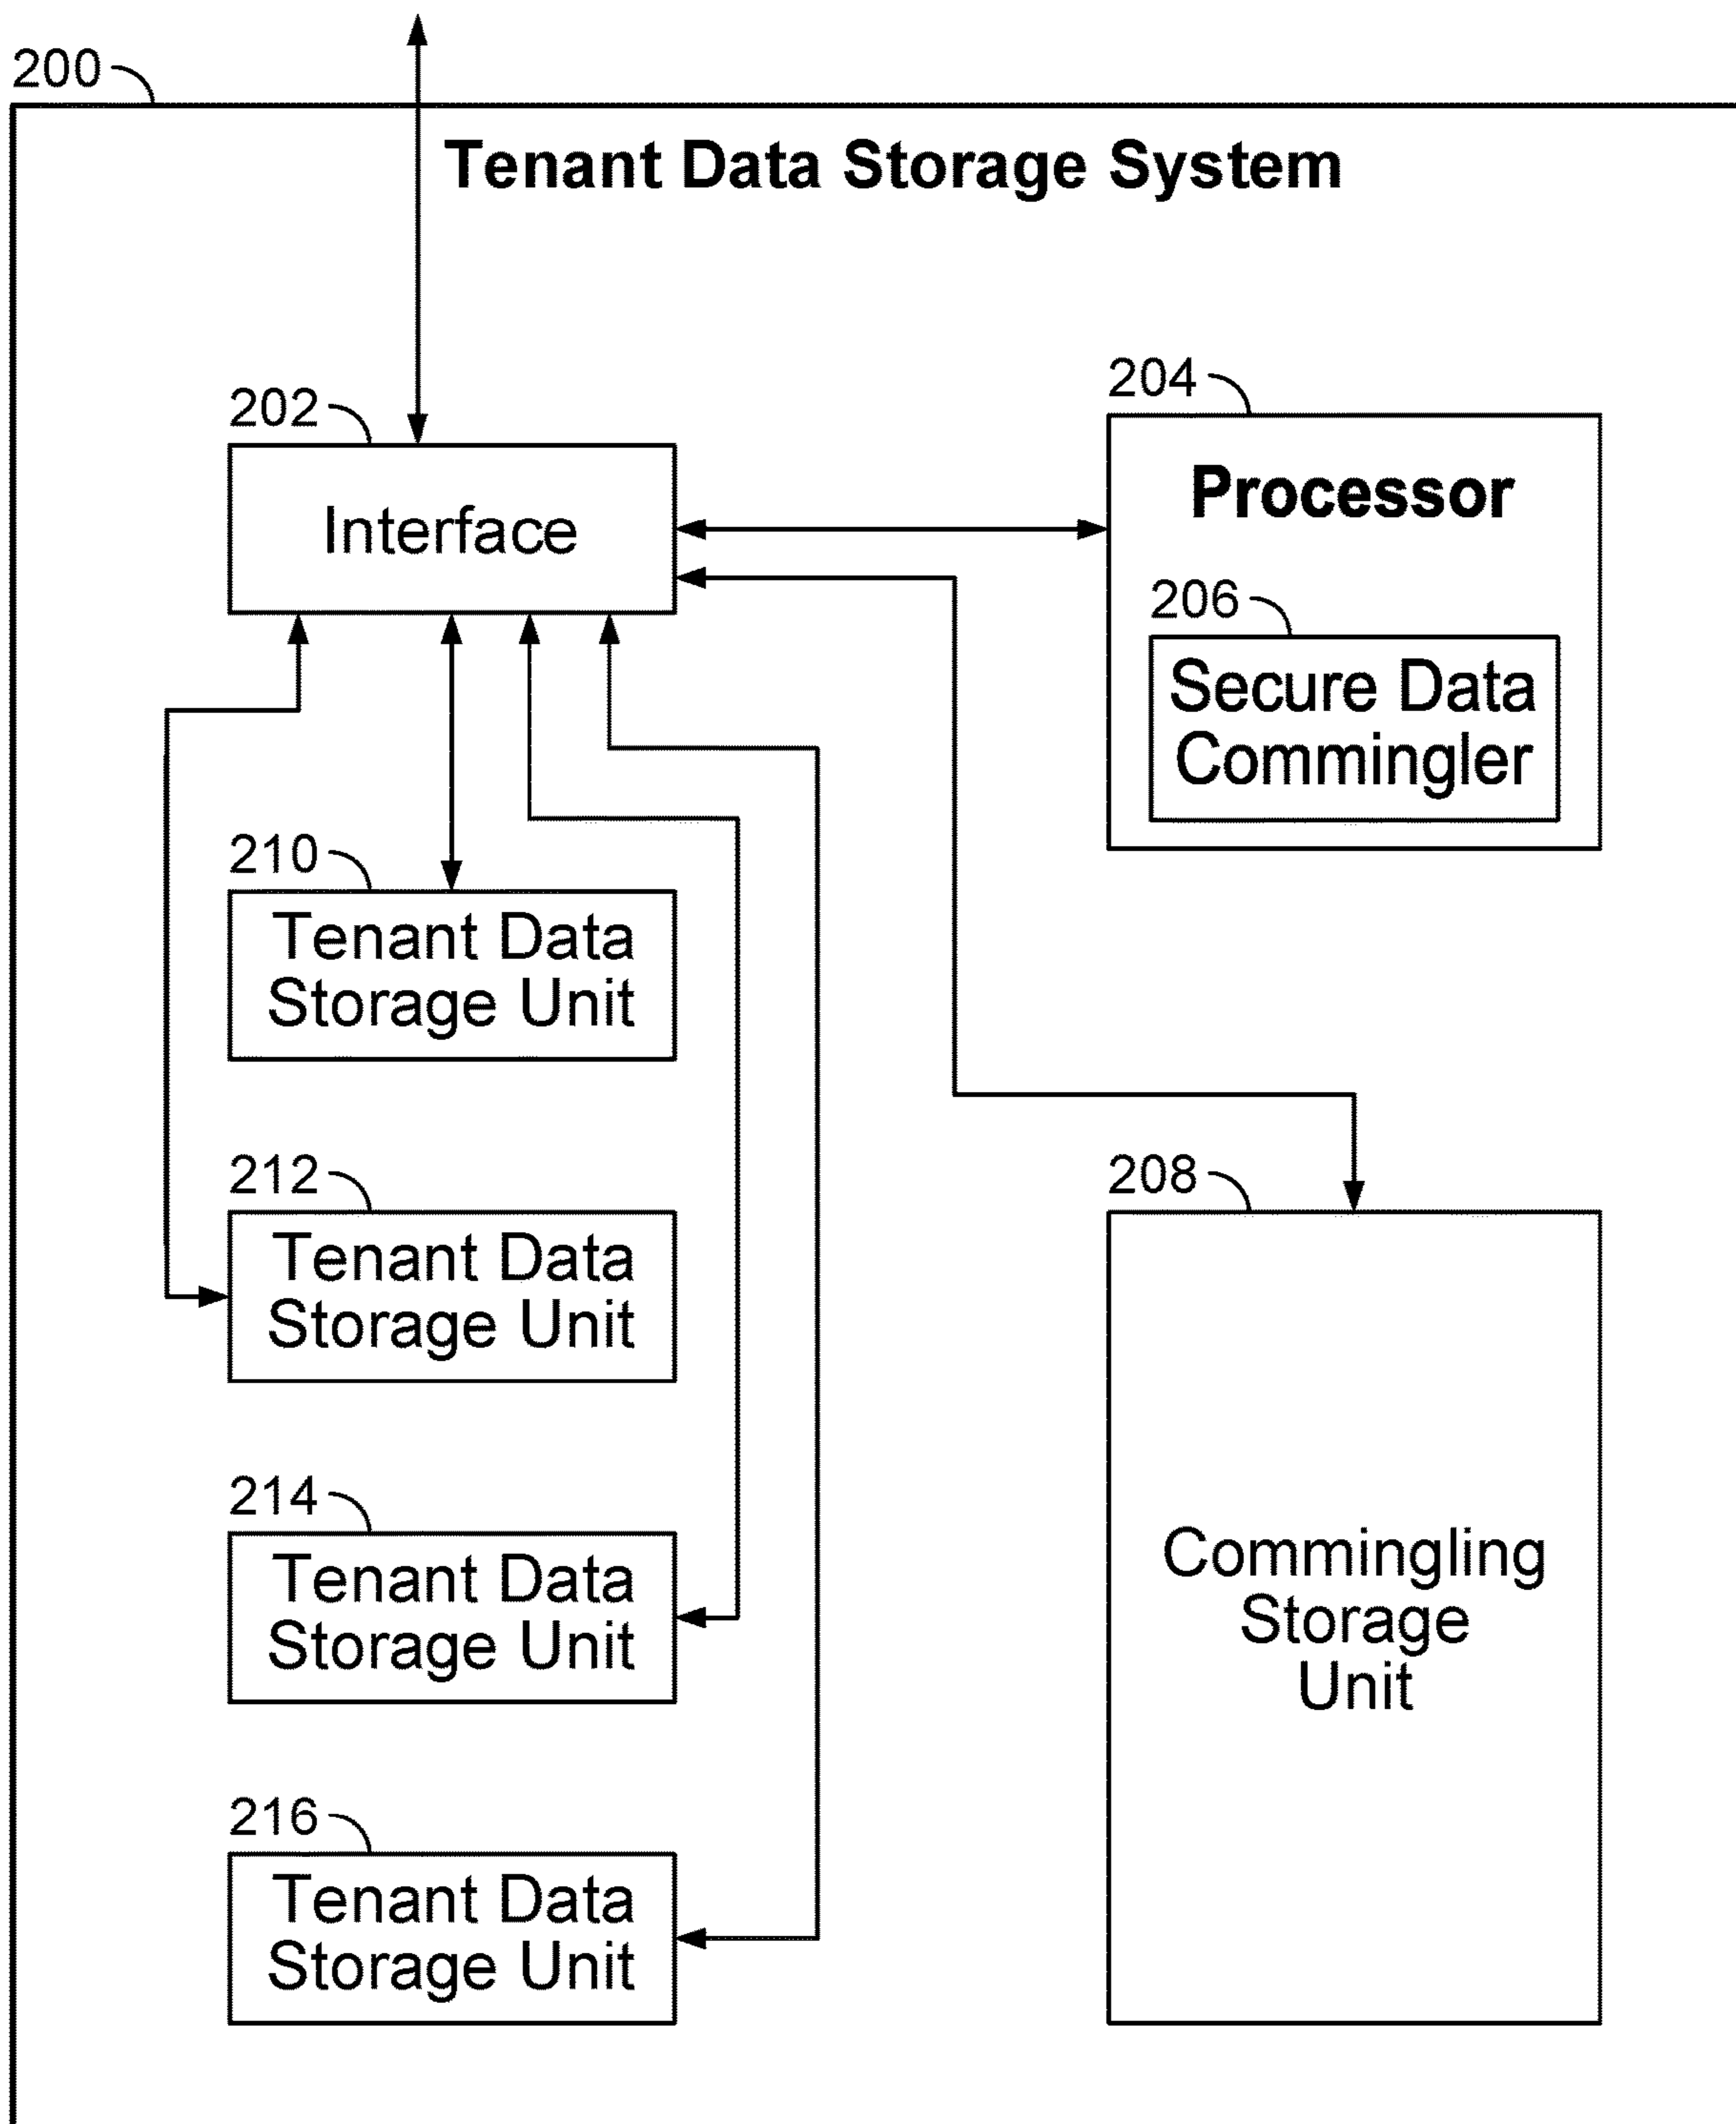 200
Tenant Data Storage System
202
Interface
204
Processor
206
Secure Data
Commingler
210
Tenant Data
Storage Unit
212
Tenant Data
Storage Unit
214
Tenant Data
Storage Unit
216
Tenant Data
Storage Unit
208
Commingling
Storage
Unit